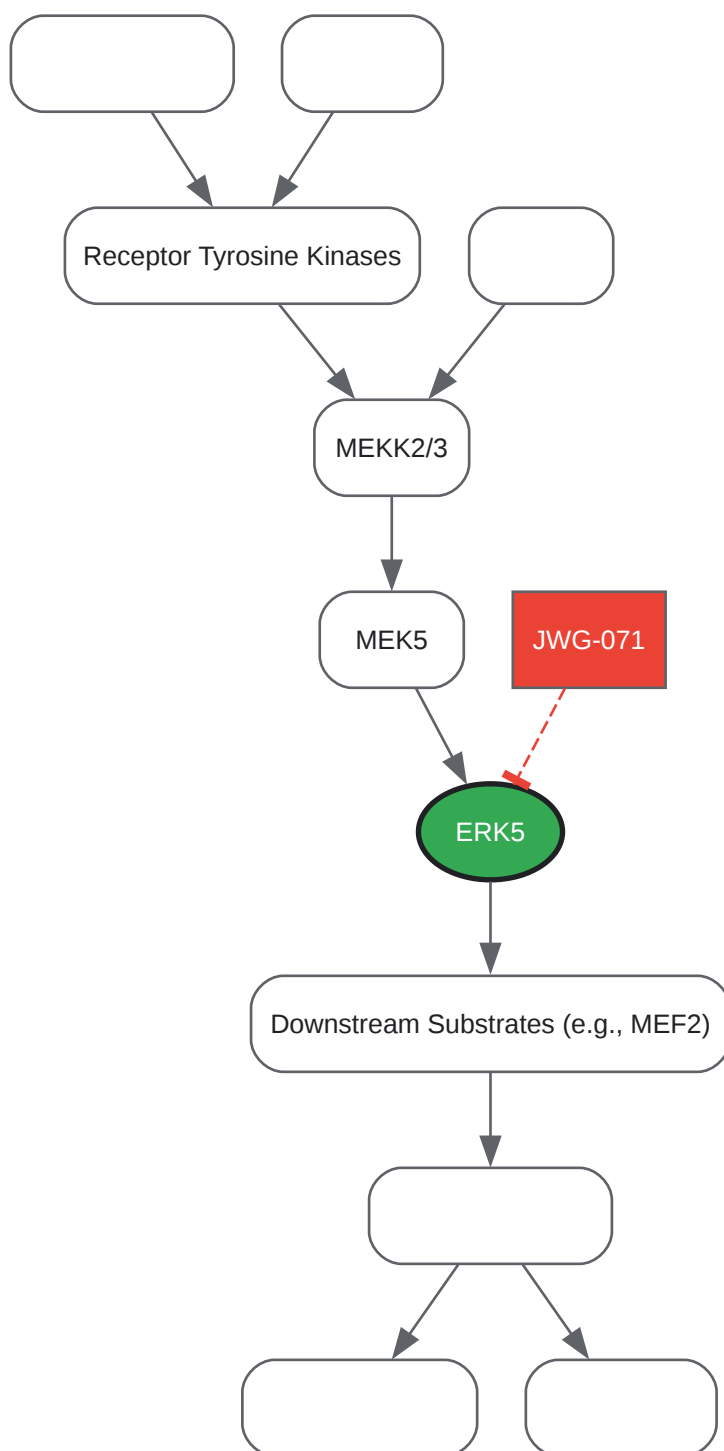 Receptor Tyrosine Kinases
MEKK2/3
MEK5
JWG-071
ERK5
Downstream Substrates (e.g., MEF2)